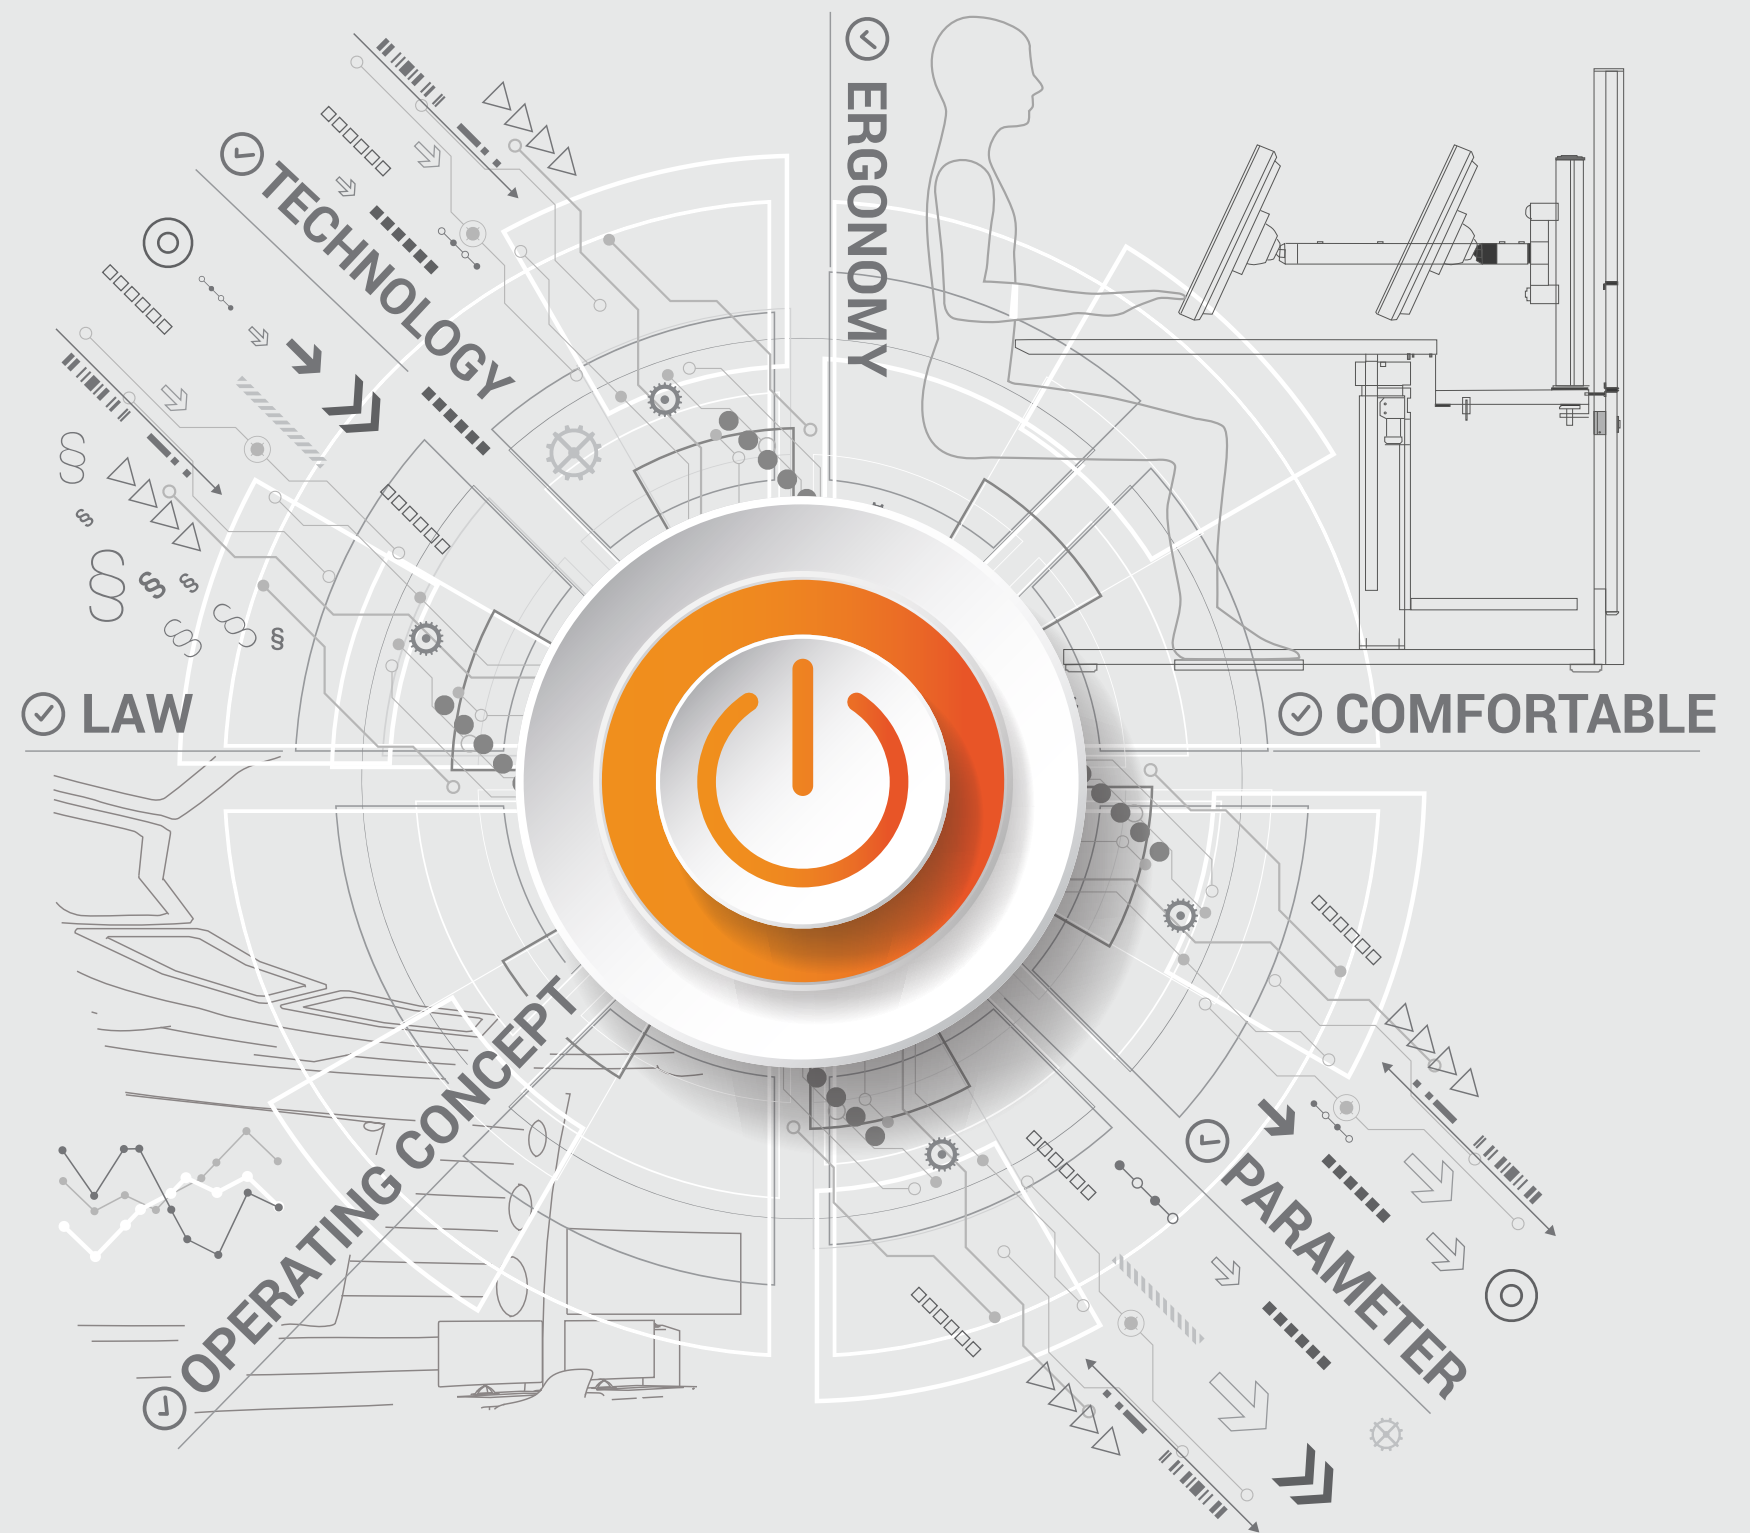 ERGONOMY
TECHNOLOGY
§
§
§
§
§
§
§
§
LAW
COMFORTABLE
OPERATING CONCEPT
PARAMETER